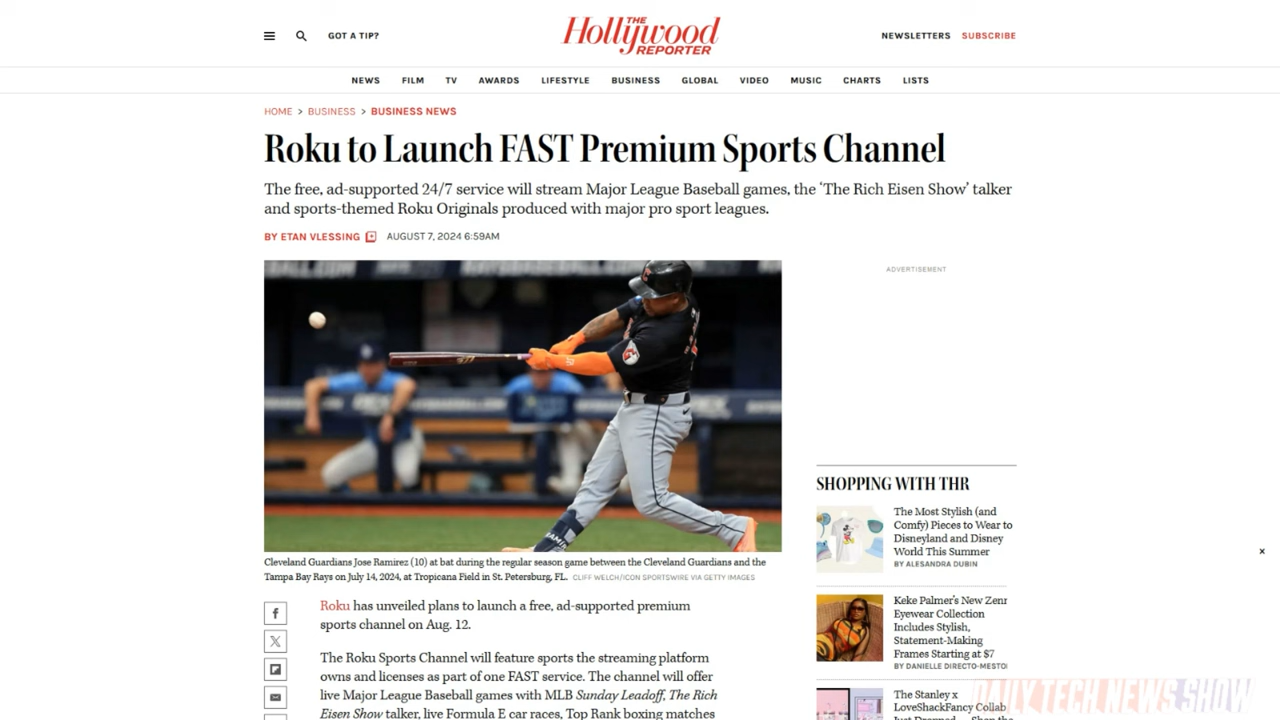 GOT A TIP?
THE
Hollywood
REPORTER
NEWSLETTERS SUBSCRIBE
NEWS FILM TV AWARDS LIFESTYLE BUSINESS GLOBAL VIDEO MUSIC CHARTS LISTS
HOME > BUSINESS > BUSINESS NEWS
Roku to Launch FAST Premium Sports Channel
The free, ad-supported 24/7 service will stream Major League Baseball games, the ‘The Rich Eisen Show’ talker
and sports-themed Roku Originals produced with major pro sport leagues.
BY ETAN VLESSING AUGUST 7, 2024 6:59AM
ADVERTISEMENT
Cleveland Guardians Jose Ramirez (10) at bat during the regular season game between the Cleveland Guardians and the
Tampa Bay Rays on July 14, 2024, at Tropicana Field in St. Petersburg, FL. CLIFF WELCH/ICON SPORTSWIRE VIA GETTY IMAGES
Roku has unveiled plans to launch a free, ad-supported premium
sports channel on Aug. 12.
The Roku Sports Channel will feature sports the streaming platform
owns and licenses as part of one FAST service. The channel will offer
live Major League Baseball games with MLB Sunday Leadoff, The Rich
Eisen Show talker, live Formula E car races, Top Rank boxing matches
SHOPPING WITH THR
The Most Stylish (and
Comfy) Pieces to Wear to
Disneyland and Disney
World This Summer
BY ALESANDRA DUBIN
Keke Palmer's New Zenr
Eyewear Collection
Includes Stylish,
Statement-Making
Frames Starting at $7
BY DANIELLE DIRECTO-MESTO
The Stanley x
LoveShackFancy Collab
DAILY TECH NEWS SHOW